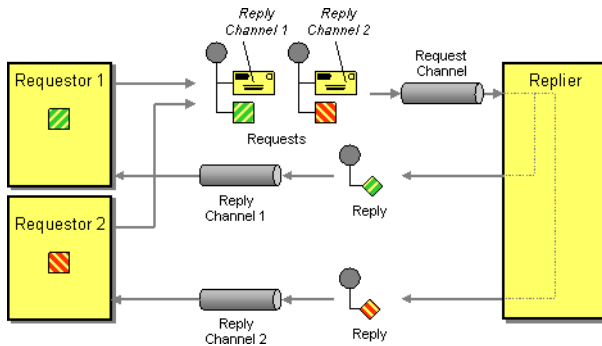 Reply
Channel 1
Reply
Channel 2
Request
Channel
Requestor 1
Replier
Requests
Reply
Channel 1
Reply
Requestor 2
Reply
Channel 2
Reply